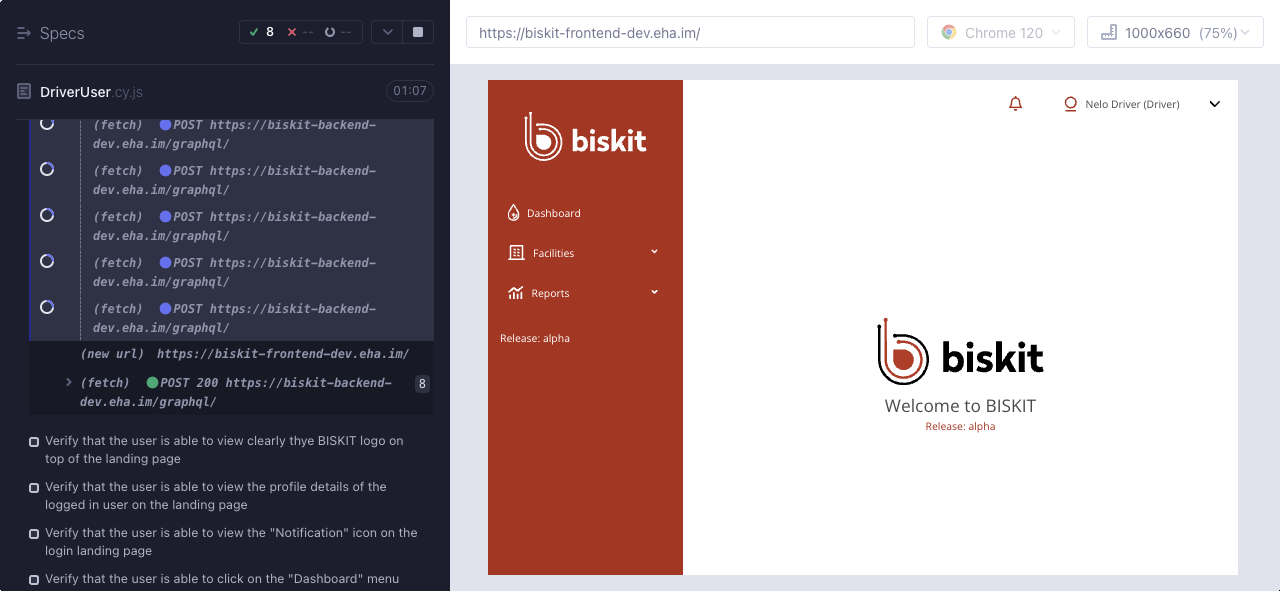 Specs
8
--
--
DriverUser.cy.js
01:07
(fetch) POST https://biskit-backend-
dev.eha.im/graphql/
(fetch) POST https://biskit-backend-
dev.eha.im/graphql/
(fetch) POST https://biskit-backend-
dev.eha.im/graphql/
(fetch) POST https://biskit-backend-
dev.eha.im/graphql/
(fetch) POST https://biskit-backend-
dev.eha.im/graphql/
(new url) https://biskit-frontend-dev.eha.im/
(fetch) POST 200 https://biskit-backend-
dev.eha.im/graphql/
8
Verify that the user is able to view clearly thye BISKIT logo on
top of the landing page
Verify that the user is able to view the profile details of the
logged in user on the landing page
Verify that the user is able to view the "Notification" icon on the
login landing page
Verify that the user is able to click on the "Dashboard" menu
https://biskit-frontend-dev.eha.im/
Chrome 120
1000x660 (75%)
biskit
Dashboard
Facilities
Reports
Release: alpha
Nelo Driver (Driver)
biskit
Welcome to BISKIT
Release: alpha